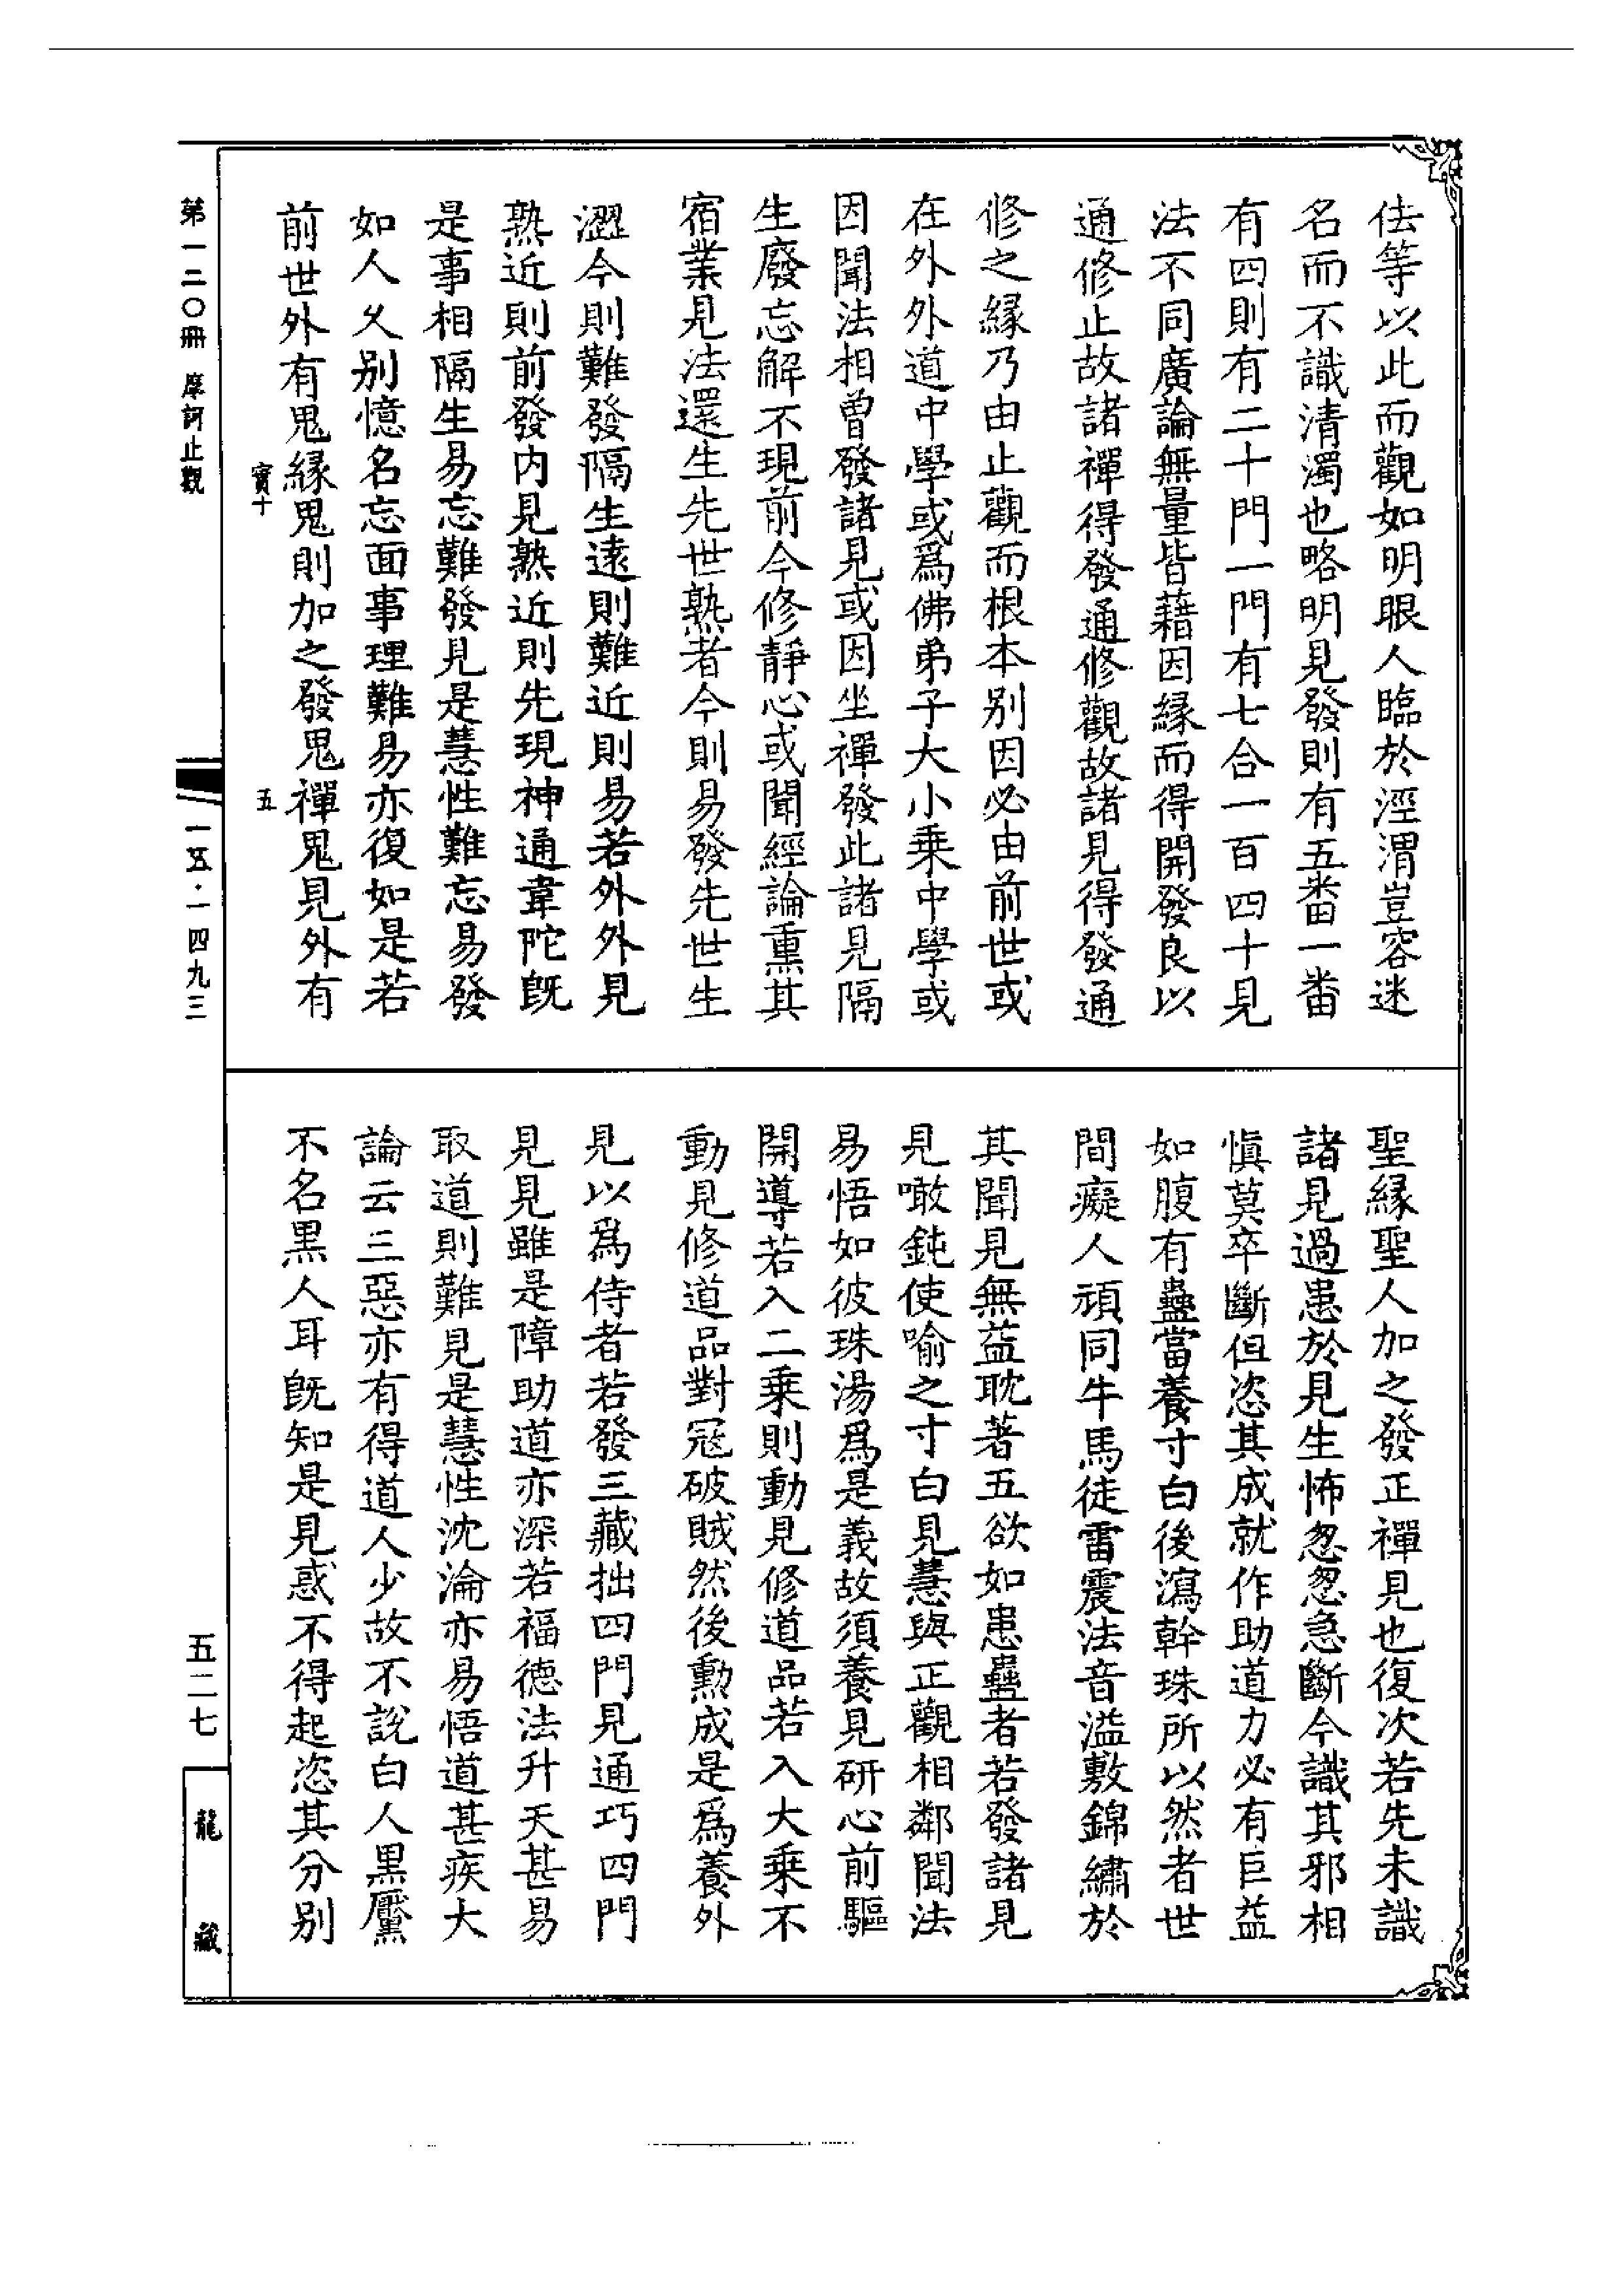 佉等以此而觀如明眼人臨於涇渭豈容迷
名而不識清濁也略明見發則有五番一番
有四則有二十門一門有七合一百四十見
法不同廣論無量皆藉因緣而得開發良以
通修止故諸禪得發通修觀故諸見得發通
修之緣乃由止觀而根本別因必由前世或
在外外道中學或爲佛弟子大小乘中學或
因聞法相曾發諸見或因坐禪發此諸見隔
生廢忘解不現前今修靜心或聞經論熏其
宿業見法還生先世熟者今則易發先世生
澀今則難發隔生遠則難近則易若外外見
熟近則前發内見熟近則先現神通韋陀旣
是事相隔生易忘難發見是慧性難忘易發
如人久别憶名忘面事理難易亦復如是若
前世外有鬼緣鬼則加之發鬼禪鬼見外有
聖緣聖人加之發正禪見也復次若先未識
諸見過患於見生怖忽忽急斷今識其邪相
愼莫卒斷但恣其成就作助道力必有巨益
如腹有蠱當養寸白後瀉幹珠所以然者世
間癡人頑同牛馬徒雷震法音溢敷錦繡於
其聞見無益耽著五欲如患蠱者若發諸見
見噉鈍使喻之寸白見慧與正觀相鄰聞法
易悟如彼珠湯爲是義故須養見研心前驅
開導若入二乘則動見修道品若入大乘不
動見修道品對冦破賊然後勳成是爲養外
見以爲侍者若發三藏拙四門見通巧四門
見見雖是障助道亦深若福德法升天甚易
取道則難見是慧性沈淪亦易悟道甚疾大
論云三惡亦有得道人少故不説白人黑黶
不名黒人耳旣知是見惑不得起恣其分别
寳十
五
第一二〇冊 摩訶止觀
一一五·一四九三
五二七
龍藏